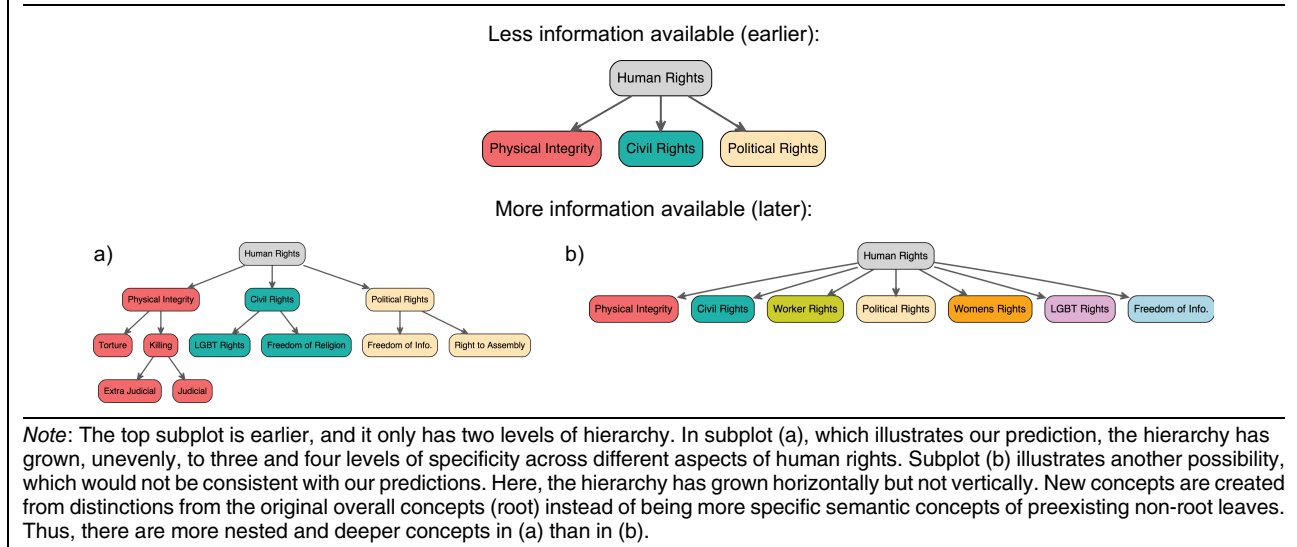 Less information available (earlier):
Human Rights
Physical Integrity Civil Rights Political Rights
More information available (later):
a) b)
Human Rights
Physical Integrity Civil Rights Political Rights
Torture Killing LGBT Rights Freedom of Religion Freedom of Info. Right to Assembly
Extra Judicial Judicial
Human Rights
Physical Integrity Civil Rights Worker Rights Political Rights Womens Rights LGBT Rights Freedom of Info.
Note: The top subplot is earlier, and it only has two levels of hierarchy. In subplot (a), which illustrates our prediction, the hierarchy has
grown, unevenly, to three and four levels of specificity across different aspects of human rights. Subplot (b) illustrates another possibility,
which would not be consistent with our predictions. Here, the hierarchy has grown horizontally but not vertically. New concepts are created
from distinctions from the original overall concepts (root) instead of being more specific semantic concepts of preexisting non-root leaves.
Thus, there are more nested and deeper concepts in (a) than in (b).